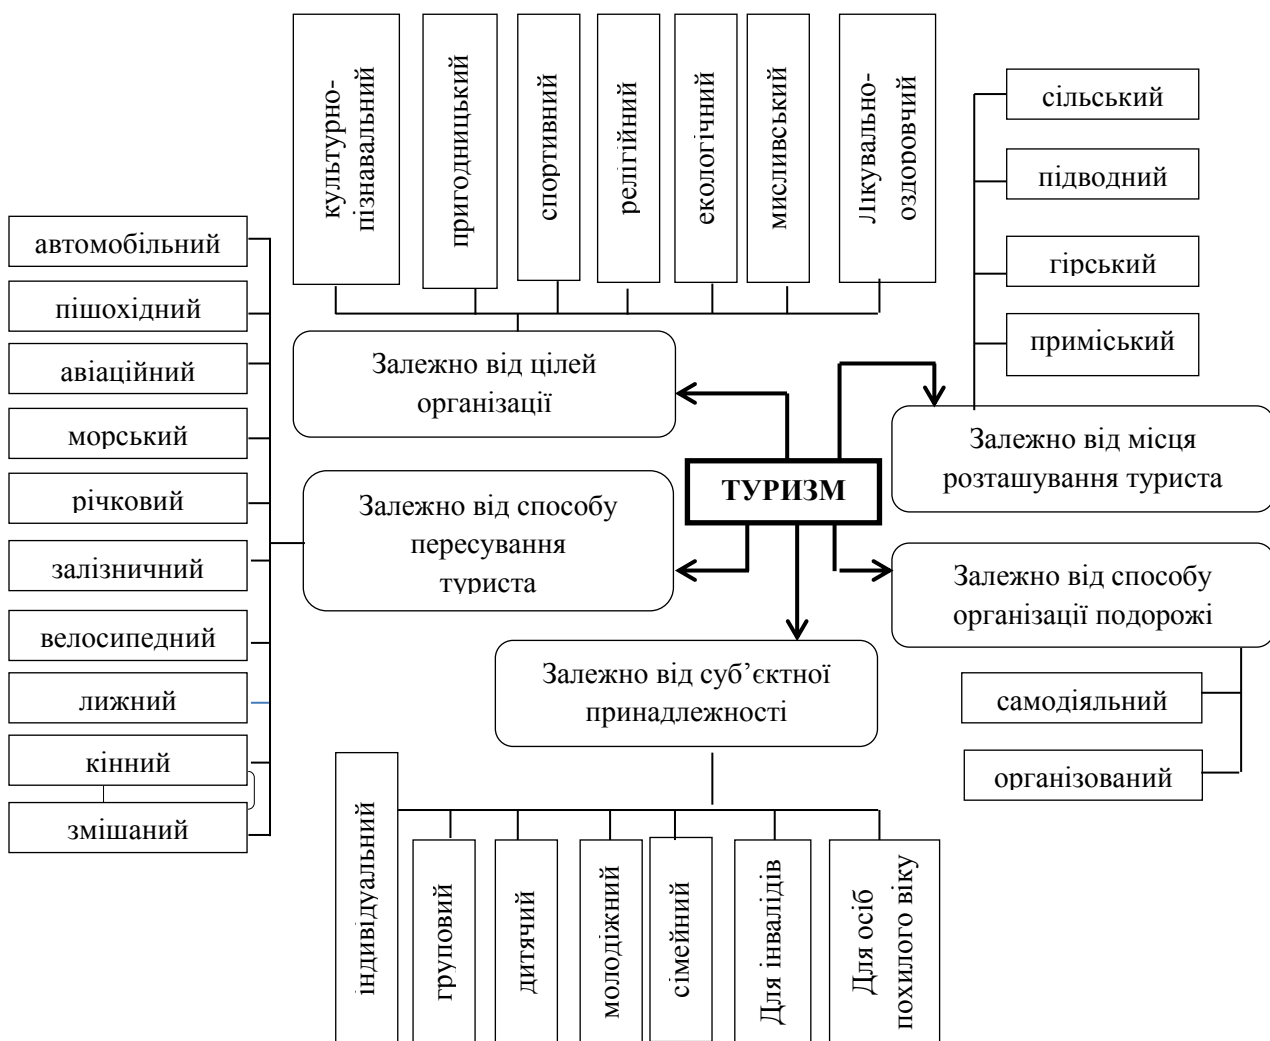 культурно-
пізнавальний
пригодницький
спортивний
релігійний
екологічний
мисливський
Лікувально-
оздоровчий
сільський
підводний
гірський
приміський
автомобільний
пішохідний
авіаційний
морський
річковий
залізничний
велосипедний
лижний
кінний
змішаний
Залежно від цілей
організації
Залежно від місця
розташування туриста
ТУРИЗМ
Залежно від способу
пересування
туриста
Залежно від способу
організації подорожі
Залежно від суб’єктної
принадлежності
самодіяльний
організований
індивідуальний
груповий
дитячий
молодіжний
сімейний
Для інвалідів
Для осіб
похилого віку